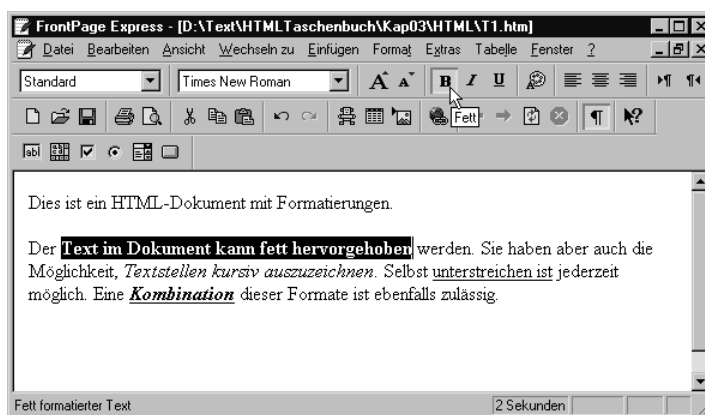 FrontPage Express - [D:\Text\HTMLTaschenbuch\Kap03\HTML\T1.htm]
Datei Bearbeiten Ansicht Wechseln zu Einfügen Format Extras Tabelle Fenster ?
Standard Times New Roman A A B I U
Fett
abl
Dies ist ein HTML-Dokument mit Formatierungen.
Der Text im Dokument kann fett hervorgehoben werden. Sie haben aber auch die
Möglichkeit, Textstellen kursiv auszuzeichnen. Selbst unterstreichen ist jederzeit
möglich. Eine Kombination dieser Formate ist ebenfalls zulässig.
Fett formatierter Text 2 Sekunden